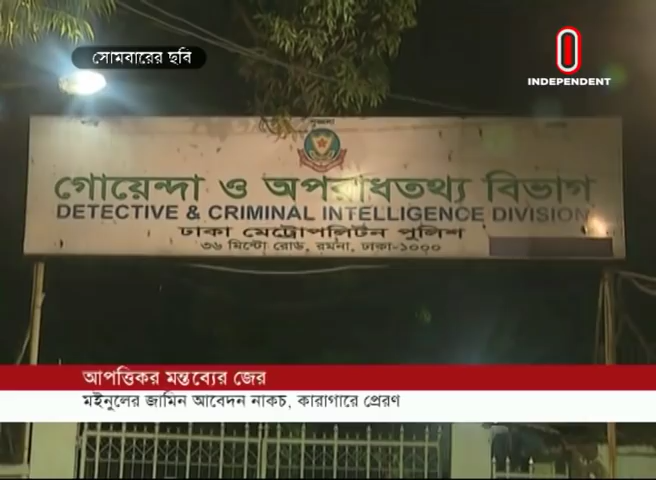 সোমবারের ছবি
INDEPENDENT
গোয়েন্দা ও অপরাধতথ্য বিভাগ
DETECTIVE & CRIMINAL INTELLIGENCE DIVISION
ঢাকা মেট্রোপলিটন পুলিশ
৩৬ মিন্টো রোড, রমনা, ঢাকা-১০০০
আপত্তিকর মন্তব্যের জের
মইনুলের জামিন আবেদন নাকচ, কারাগারে প্রেরণ